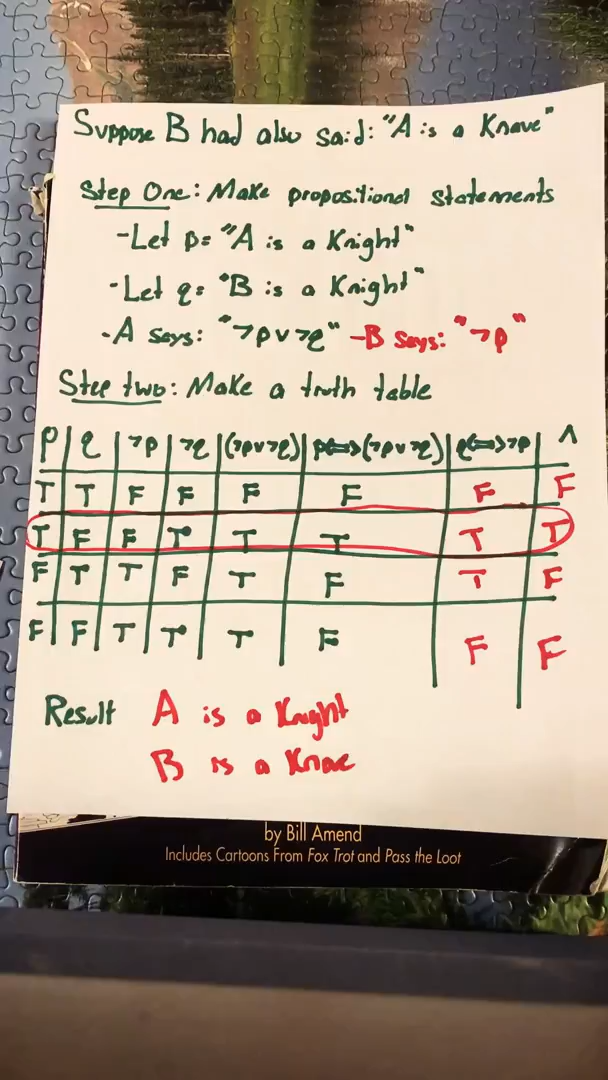 Suppose B had also said: "A is a Knave"
Step One: Make propositional statements
-Let p= "A is a Knight"
-Let q= "B is a Knight"
-A says: "¬p∨¬q" -B says: "¬p"
Step two: Make a truth table
p q ¬p ¬q (¬p∨¬q) p<=>(¬p∨¬q) q<=>¬p ∧
T T F F F F F F
T F F T T T T T
F T T F T F T F
F F T T T F F F
Result A is a Knight
B is a Knave
by Bill Amend
Includes Cartoons From Fox Trot and Pass the Loot